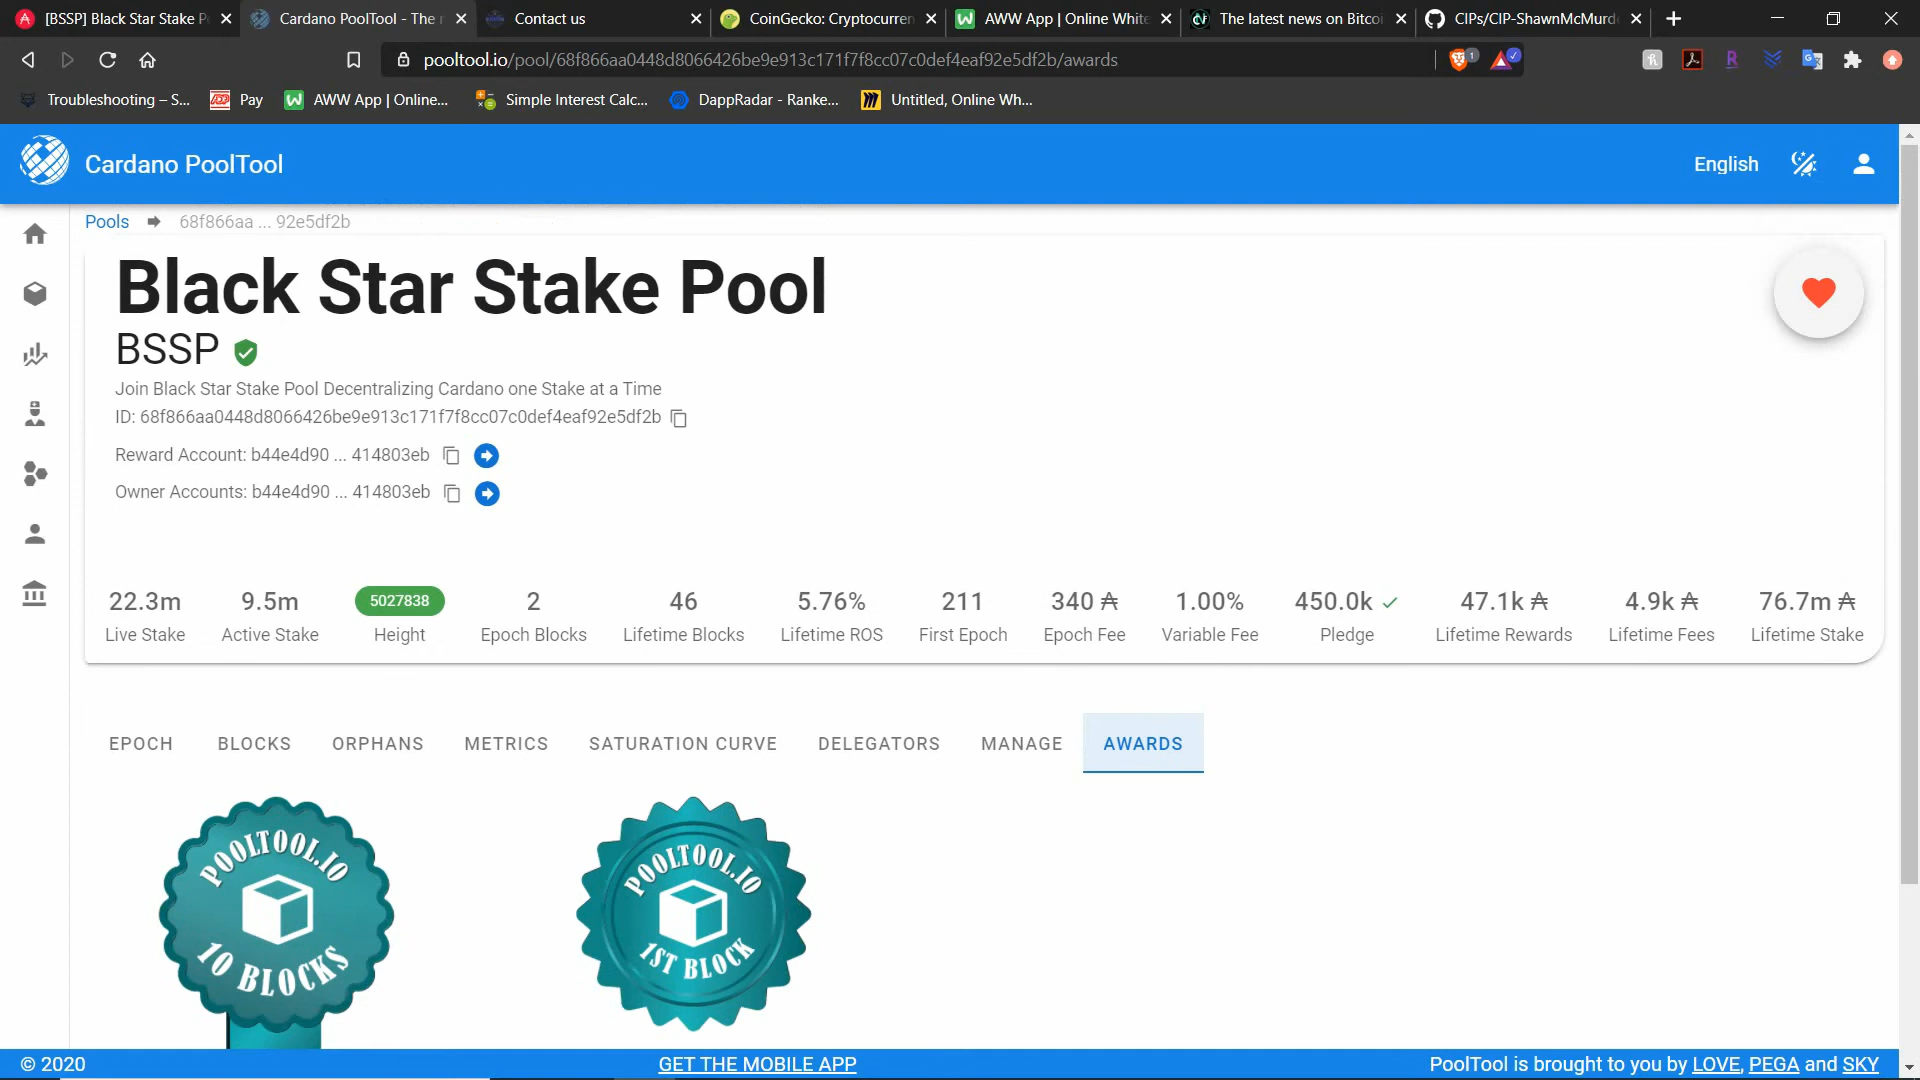 [BSSP] Black Star Stake P
Cardano PoolTool - The r
Contact us
CoinGecko: Cryptocurren
AWW App | Online White
The latest news on Bitcoi
CIPs/CIP-ShawnMcMurd
pooltool.io/pool/68f866aa0448d8066426be9e913c171f7f8cc07c0def4eaf92e5df2b/awards
1
Troubleshooting – S...
Pay
AWW App | Online...
Simple Interest Calc...
DappRadar - Ranke...
Untitled, Online Wh...
Cardano PoolTool
English
Pools
68f866aa ... 92e5df2b
Black Star Stake Pool
BSSP
Join Black Star Stake Pool Decentralizing Cardano one Stake at a Time
ID: 68f866aa0448d8066426be9e913c171f7f8cc07c0def4eaf92e5df2b
Reward Account: b44e4d90 ... 414803eb
Owner Accounts: b44e4d90 ... 414803eb
22.3m 9.5m 5027838 2 46 5.76% 211 340 ₳ 1.00% 450.0k 47.1k ₳ 4.9k ₳ 76.7m ₳
Live Stake Active Stake Height Epoch Blocks Lifetime Blocks Lifetime ROS First Epoch Epoch Fee Variable Fee Pledge Lifetime Rewards Lifetime Fees Lifetime Stake
EPOCH BLOCKS ORPHANS METRICS SATURATION CURVE DELEGATORS MANAGE AWARDS
POOLTOOL.IO
10 BLOCKS
POOLTOOL.IO
1ST BLOCK
© 2020
GET THE MOBILE APP
PoolTool is brought to you by LOVE, PEGA and SKY